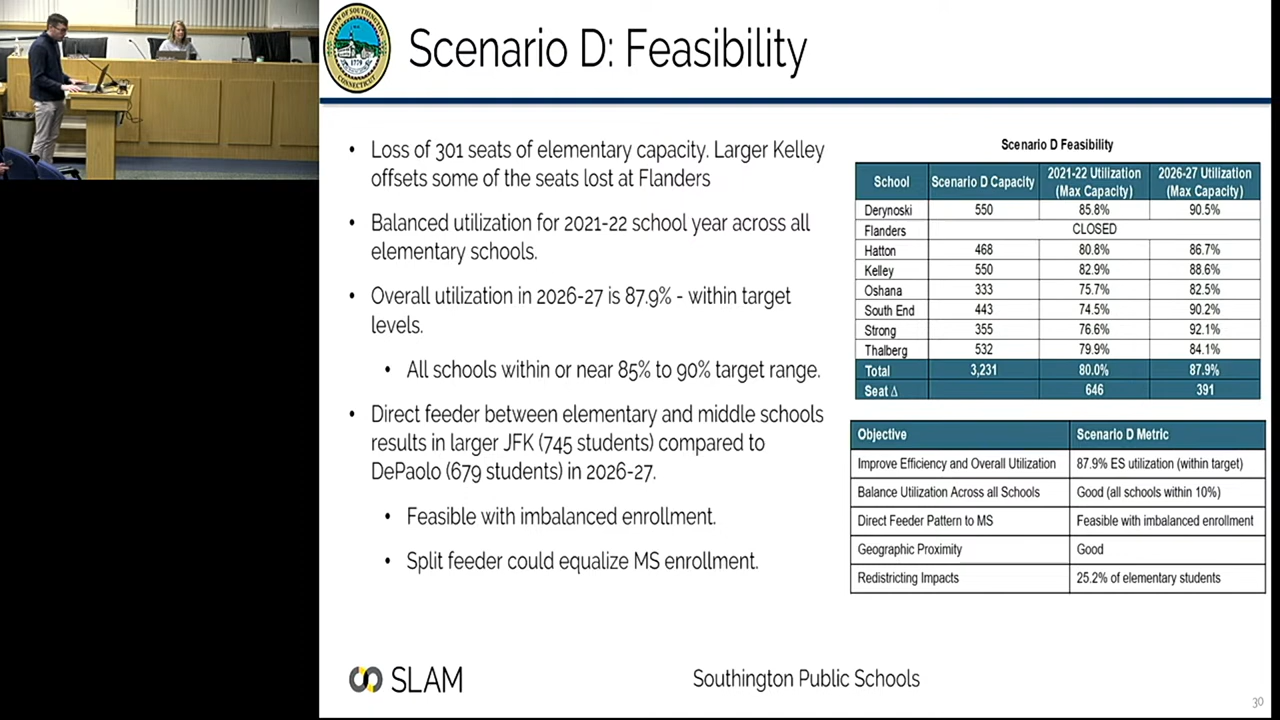 Scenario D: Feasibility
TOWN OF SOUTHINGTON
1779
CONNECTICUT
• Loss of 301 seats of elementary capacity. Larger Kelley
offsets some of the seats lost at Flanders
• Balanced utilization for 2021-22 school year across all
elementary schools.
• Overall utilization in 2026-27 is 87.9% - within target
levels.
• All schools within or near 85% to 90% target range.
• Direct feeder between elementary and middle schools
results in larger JFK (745 students) compared to
DePaolo (679 students) in 2026-27.
• Feasible with imbalanced enrollment.
• Split feeder could equalize MS enrollment.
Scenario D Feasibility
School Scenario D Capacity 2021-22 Utilization (Max Capacity) 2026-27 Utilization (Max Capacity)
Derynoski 550 85.8% 90.5%
Flanders CLOSED
Hatton 468 80.8% 86.7%
Kelley 550 82.9% 88.6%
Oshana 333 75.7% 82.5%
South End 443 74.5% 90.2%
Strong 355 76.6% 92.1%
Thalberg 532 79.9% 84.1%
Total 3,231 80.0% 87.9%
Seat Δ 646 391
Objective Scenario D Metric
Improve Efficiency and Overall Utilization 87.9% ES utilization (within target)
Balance Utilization Across all Schools Good (all schools within 10%)
Direct Feeder Pattern to MS Feasible with imbalanced enrollment
Geographic Proximity Good
Redistricting Impacts 25.2% of elementary students
SLAM
Southington Public Schools
30